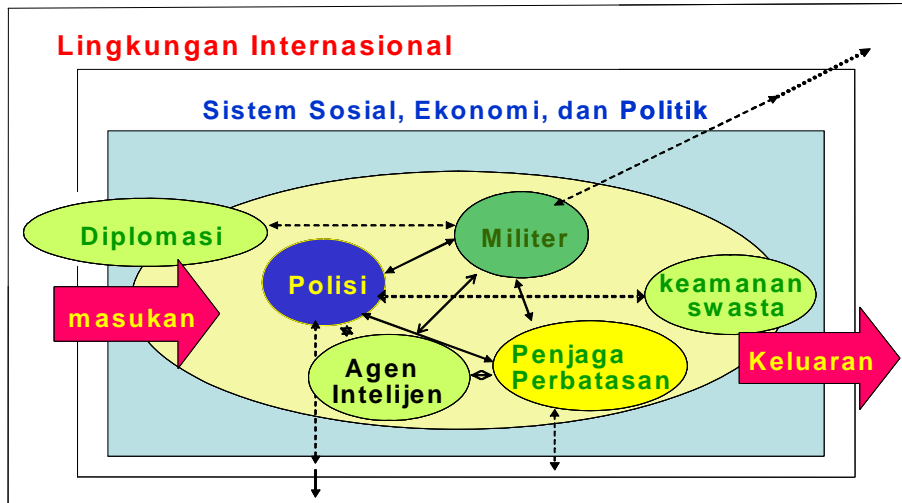 Lingkungan Internasional
Sistem Sosial, Ekonomi, dan Politik
Diplomasi
Militer
Polisi
keamanan
swasta
masukan
Agen
Intelijen
Penjaga
Perbatasan
Keluaran